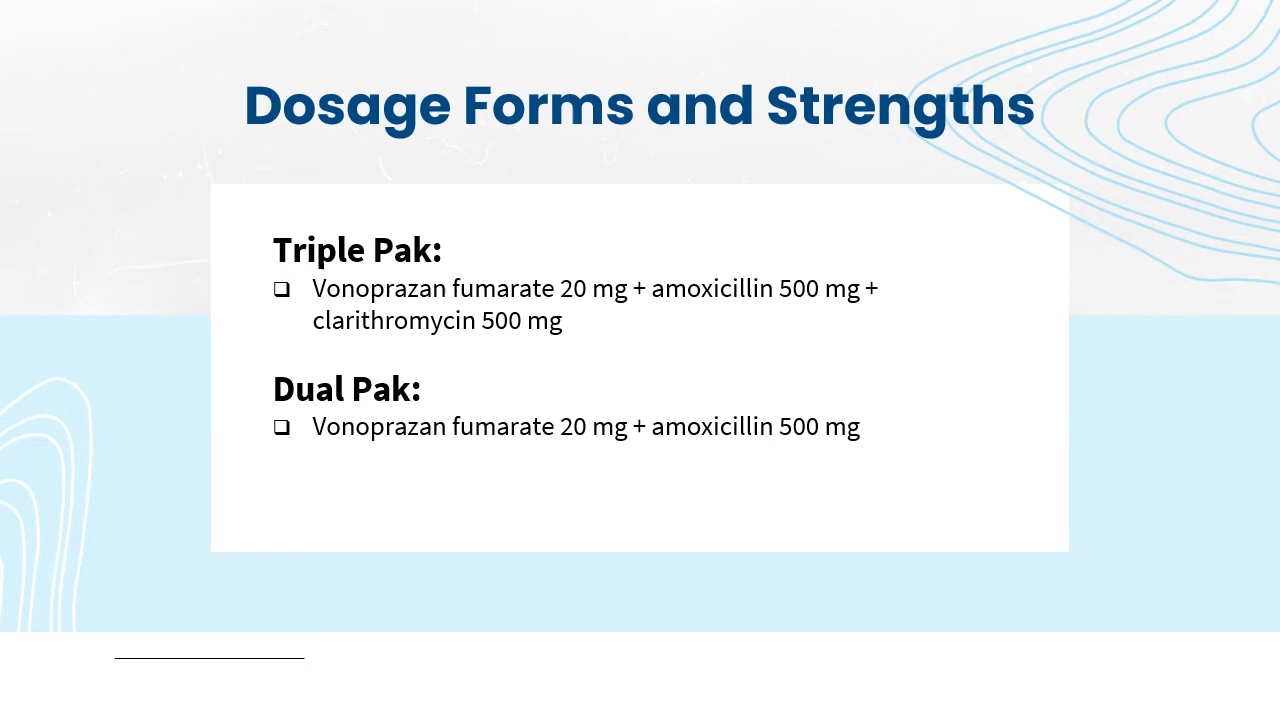 Dosage Forms and Strengths
Triple Pak:
❑ Vonoprazan fumarate 20 mg + amoxicillin 500 mg +
clarithromycin 500 mg
Dual Pak:
❑ Vonoprazan fumarate 20 mg + amoxicillin 500 mg